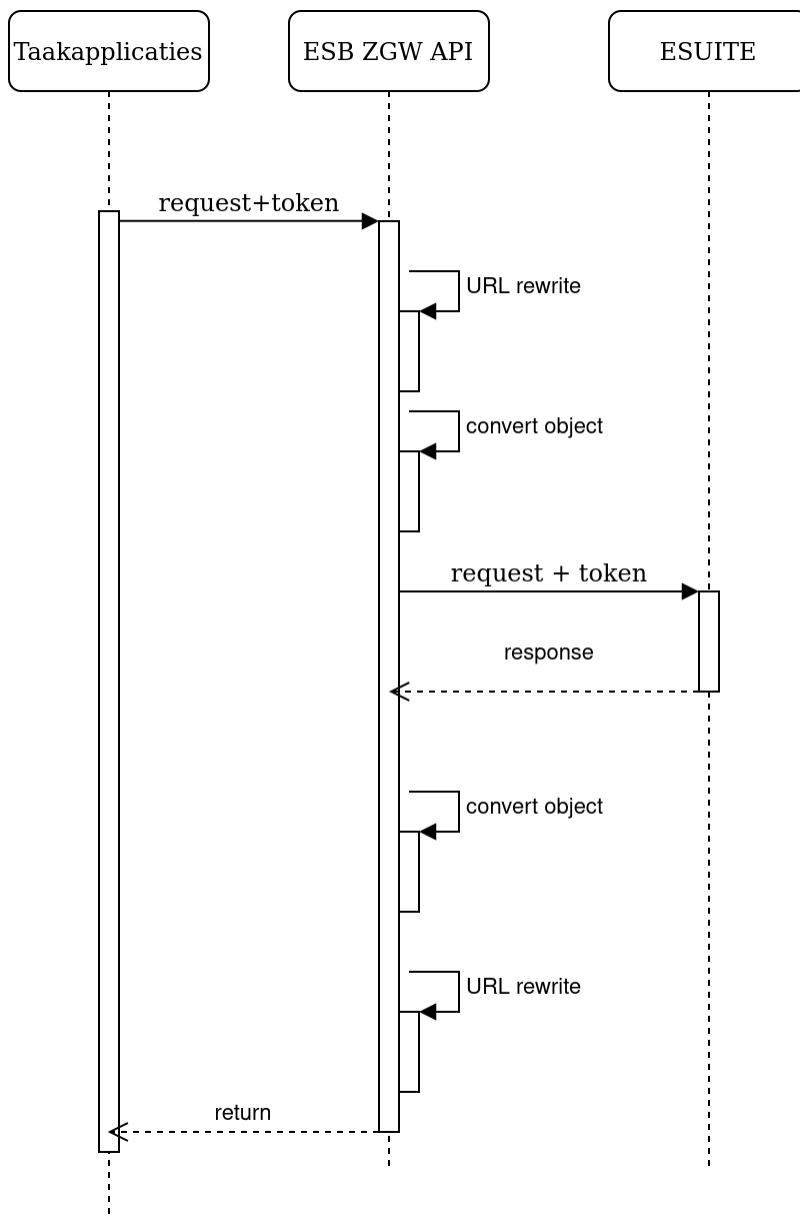 Taakapplicaties
ESB ZGW API
ESUITE
request+token
URL rewrite
convert object
request + token
response
convert object
URL rewrite
return